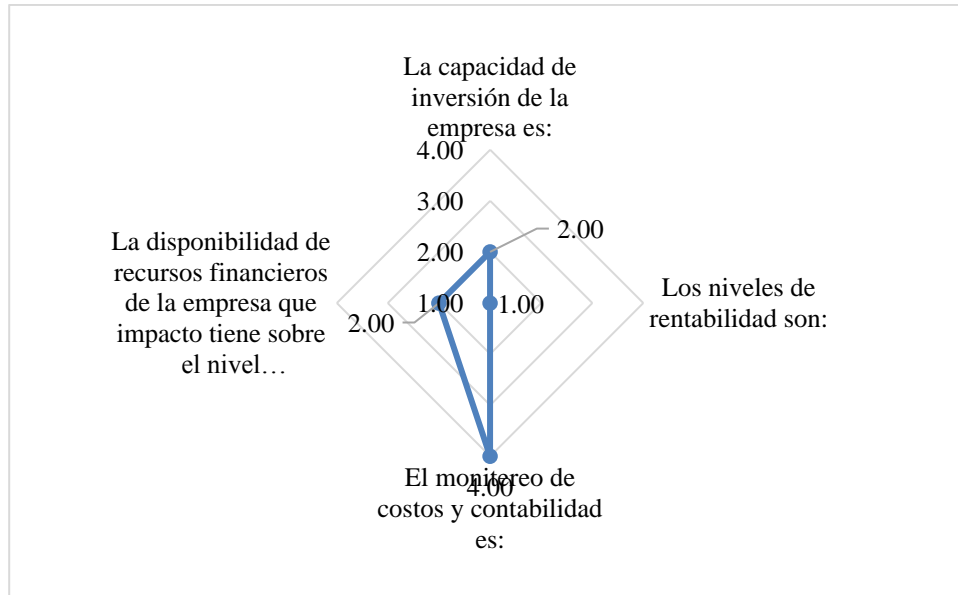 La capacidad de
inversión de la
empresa es:
4.00
3.00
2.00
1.00
2.00
Los niveles de
rentabilidad son:
1.00
La disponibilidad de
recursos financieros
de la empresa que
impacto tiene sobre
el nivel…
2.00
El monitereo de
costos y contabilidad
es:
4.00